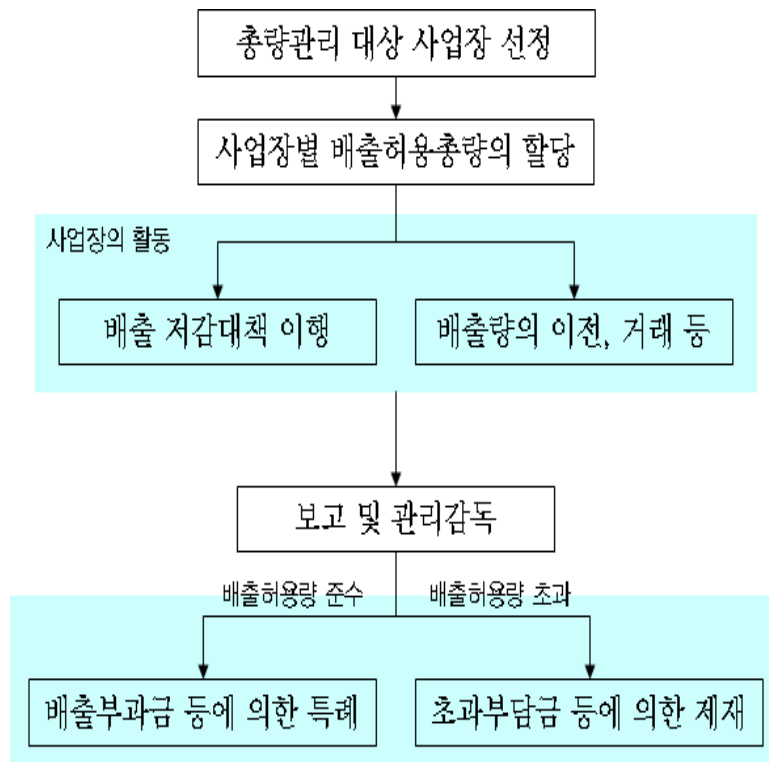 총량관리 대상 사업장 선정
사업장별 배출허용총량의 할당
사업장의 활동
배출 저감대책 이행
배출량의 이전, 거래 등
보고 및 관리감독
배출허용량 준수
배출허용량 초과
배출부과금 등에 의한 특례
초과부담금 등에 의한 제재